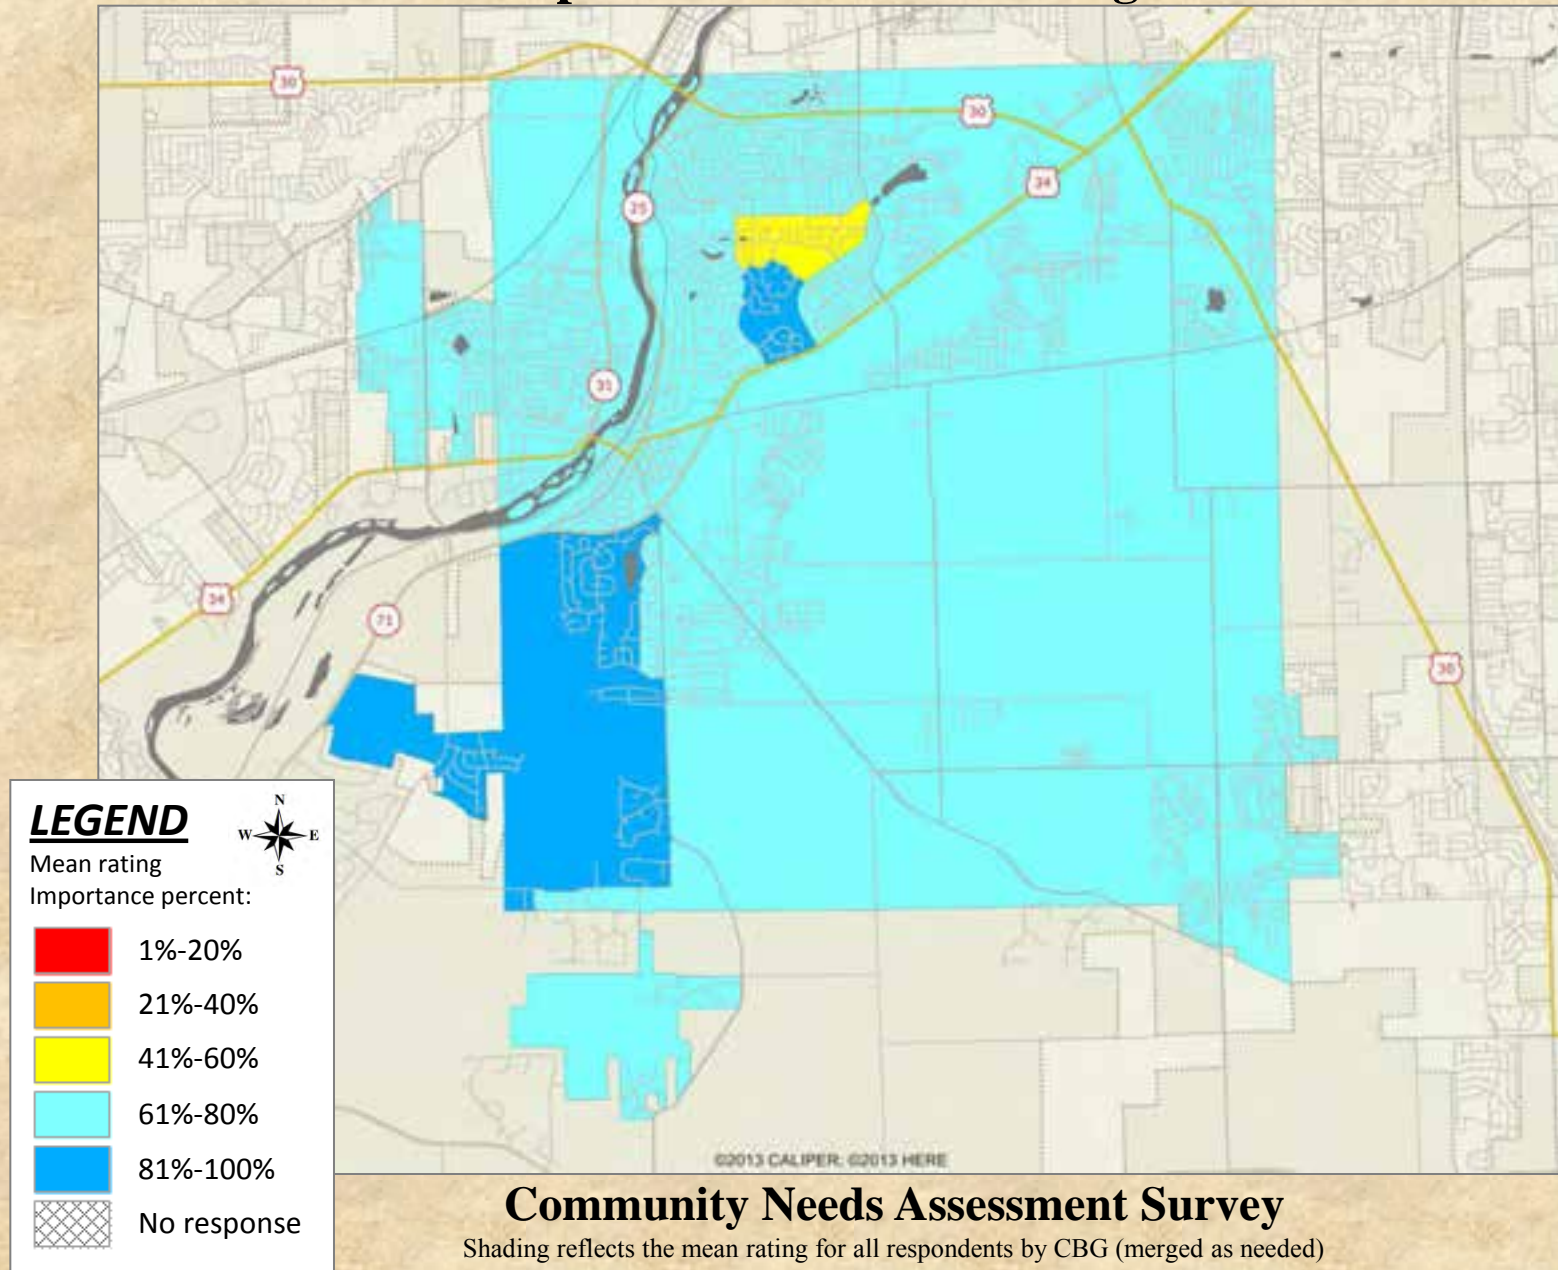 30
30
34
25
31
34
71
30
LEGEND
N
W E
S
Mean rating
Importance percent:
1%-20%
21%-40%
41%-60%
61%-80%
81%-100%
No response
©2013 CALIPER; ©2013 HERE
Community Needs Assessment Survey
Shading reflects the mean rating for all respondents by CBG (merged as needed)